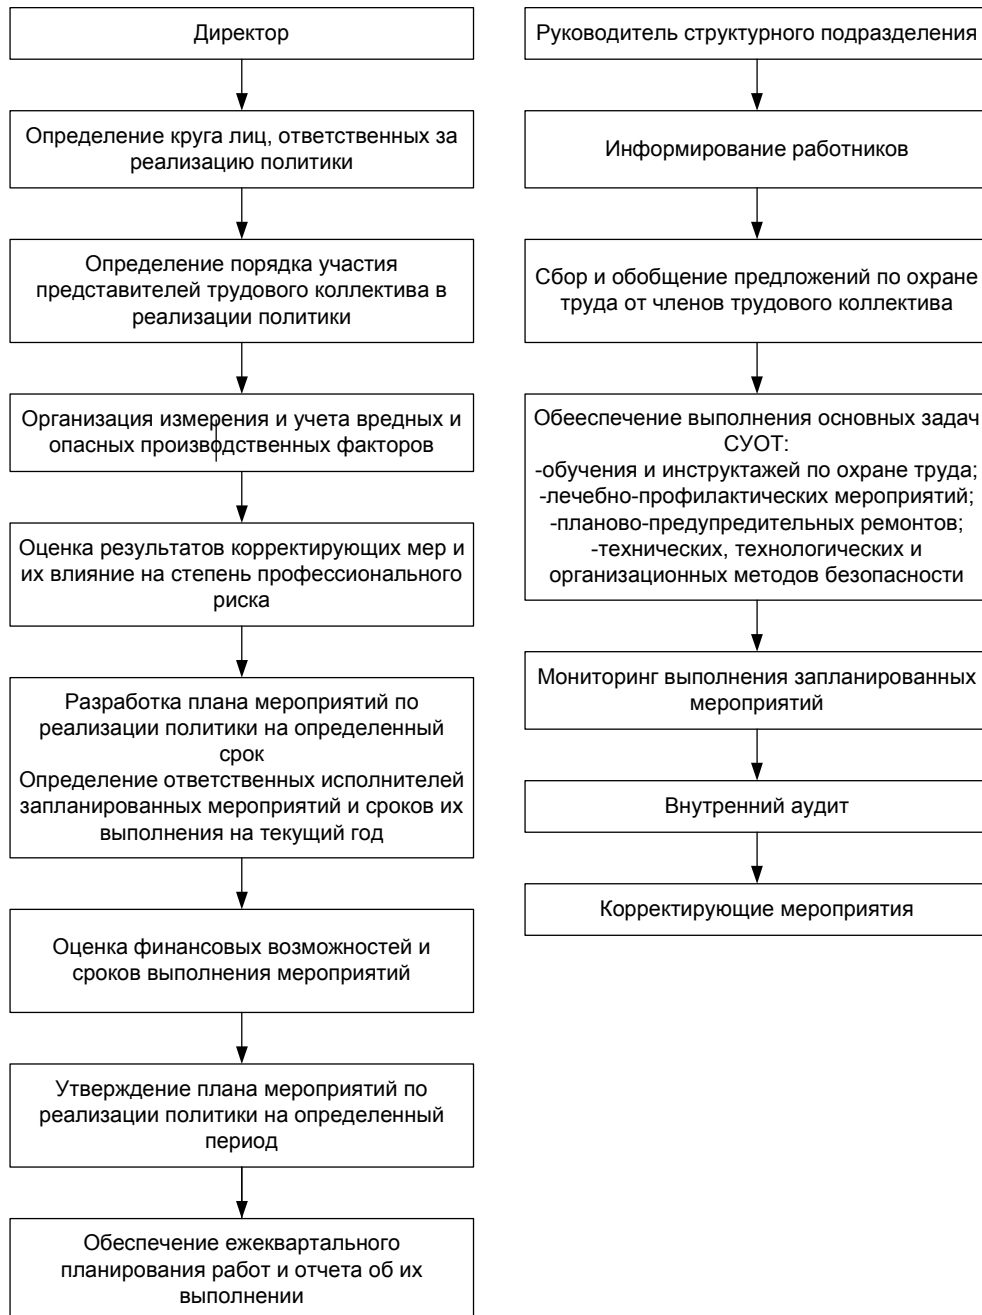 Директор
Определение круга лиц, ответственных за
реализацию политики
Определение порядка участия
представителей трудового коллектива в
реализации политики
Организация измерения и учета вредных и
опасных производственных факторов
Оценка результатов корректирующих мер и
их влияние на степень профессионального
риска
Разработка плана мероприятий по
реализации политики на определенный
срок
Определение ответственных исполнителей
запланированных мероприятий и сроков их
выполнения на текущий год
Оценка финансовых возможностей и
сроков выполнения мероприятий
Утверждение плана мероприятий по
реализации политики на определенный
период
Обеспечение ежеквартального
планирования работ и отчета об их
выполнении
Руководитель структурного подразделения
Информирование работников
Сбор и обобщение предложений по охране
труда от членов трудового коллектива
Обееспечение выполнения основных задач
СУОТ:
-обучения и инструктажей по охране труда;
-лечебно-профилактических мероприятий;
-планово-предупредительных ремонтов;
-технических, технологических и
организационных методов безопасности
Мониторинг выполнения запланированных
мероприятий
Внутренний аудит
Корректирующие мероприятия